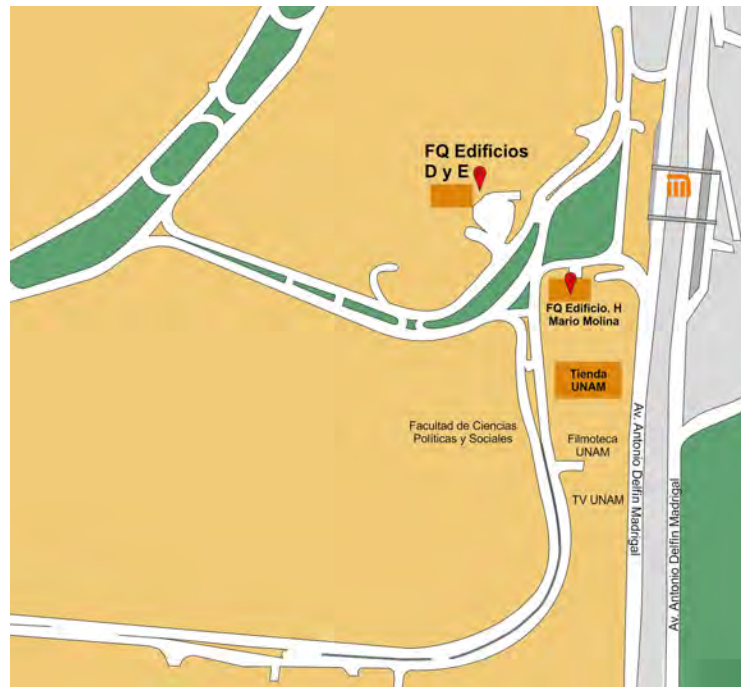 FQ Edificios
D y E
FQ Edificio. H
Mario Molina
Tienda
UNAM
Facultad de Ciencias
Políticas y Sociales
Filmoteca
UNAM
TV UNAM
Av. Antonio Delfín Madrigal
Av. Antonio Delfín Madrigal